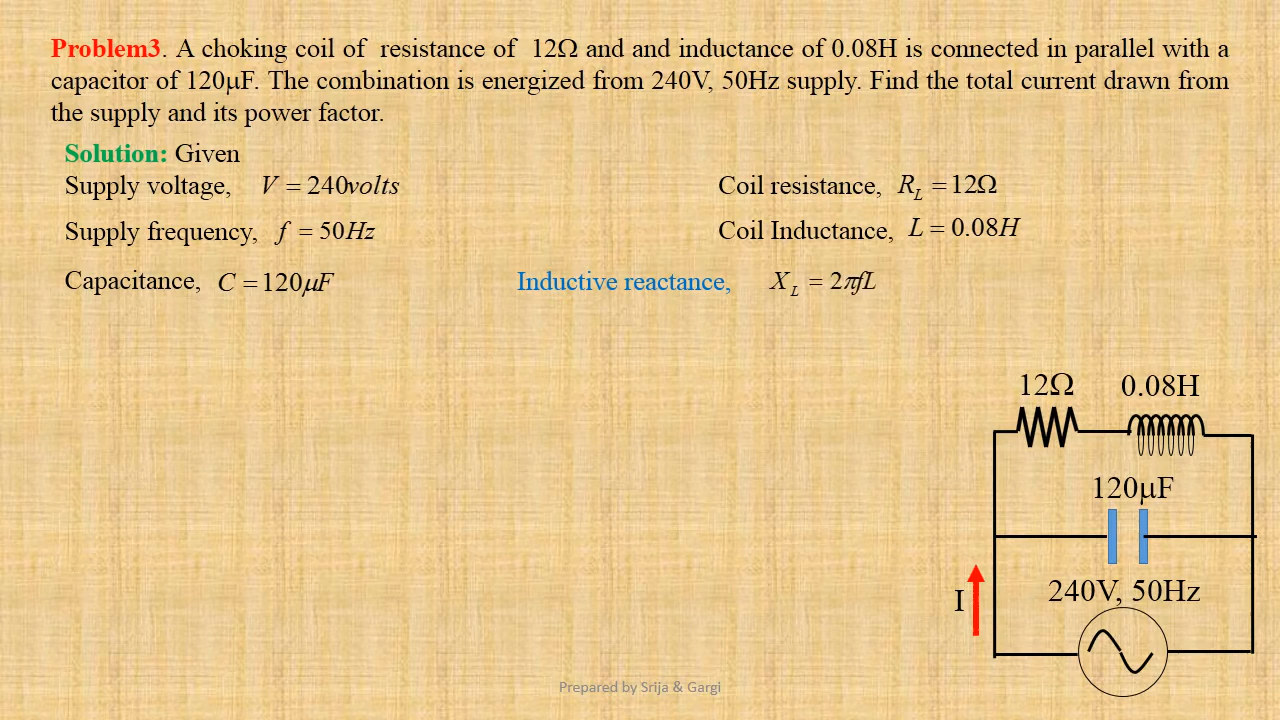 Problem3. A choking coil of resistance of 12Ω and and inductance of 0.08H is connected in parallel with a
capacitor of 120μF. The combination is energized from 240V, 50Hz supply. Find the total current drawn from
the supply and its power factor.
Solution: Given
Supply voltage, V = 240volts
Coil resistance, R_L = 12Ω
Supply frequency, f = 50Hz
Coil Inductance, L = 0.08H
Capacitance, C = 120μF
Inductive reactance, X_L = 2πfL
12Ω 0.08H
120μF
240V, 50Hz
I
Prepared by Srija & Gargi